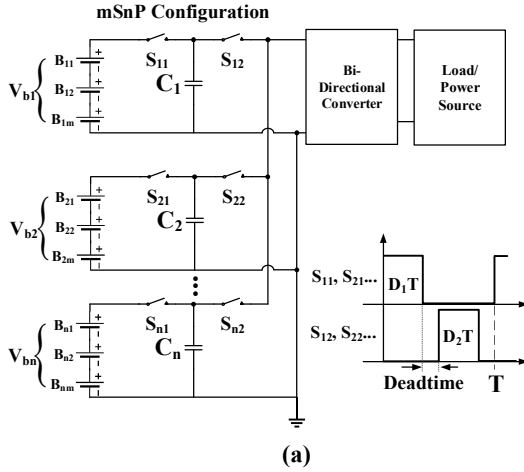 mSnP Configuration
B11
B12
B1m
Vb1
S11
S12
C1
Bi-
Directional
Converter
Load/
Power
Source
B21
B22
B2m
Vb2
S21
S22
C2
Bn1
Bn2
Bnm
Vbn
Sn1
Sn2
Cn
S11, S21...
D1T
S12, S22...
D2T
Deadtime
T
(a)